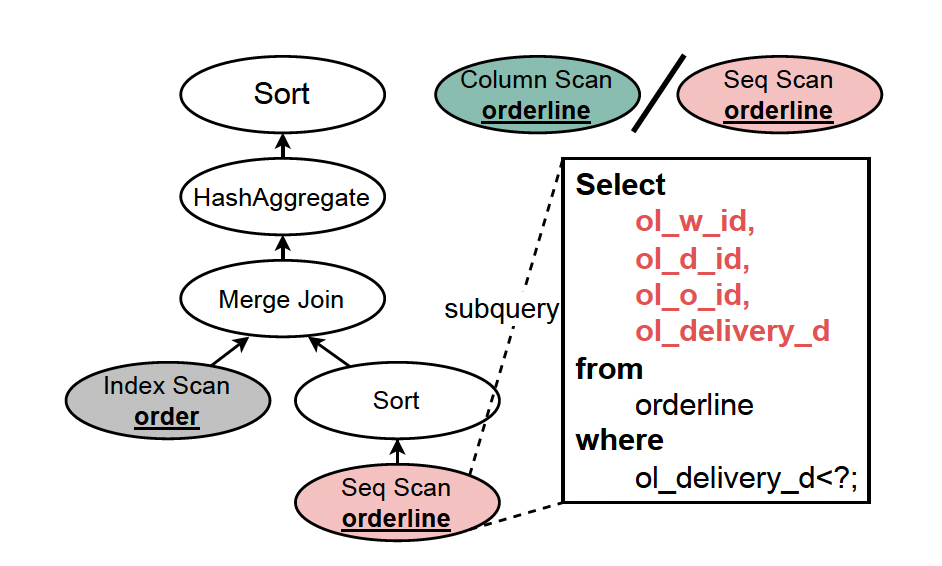 Sort
HashAggregate
Merge Join
Index Scan
order
Sort
Seq Scan
orderline
subquery
Column Scan
orderline
Seq Scan
orderline
Select
ol_w_id,
ol_d_id,
ol_o_id,
ol_delivery_d
from
orderline
where
ol_delivery_d<?;